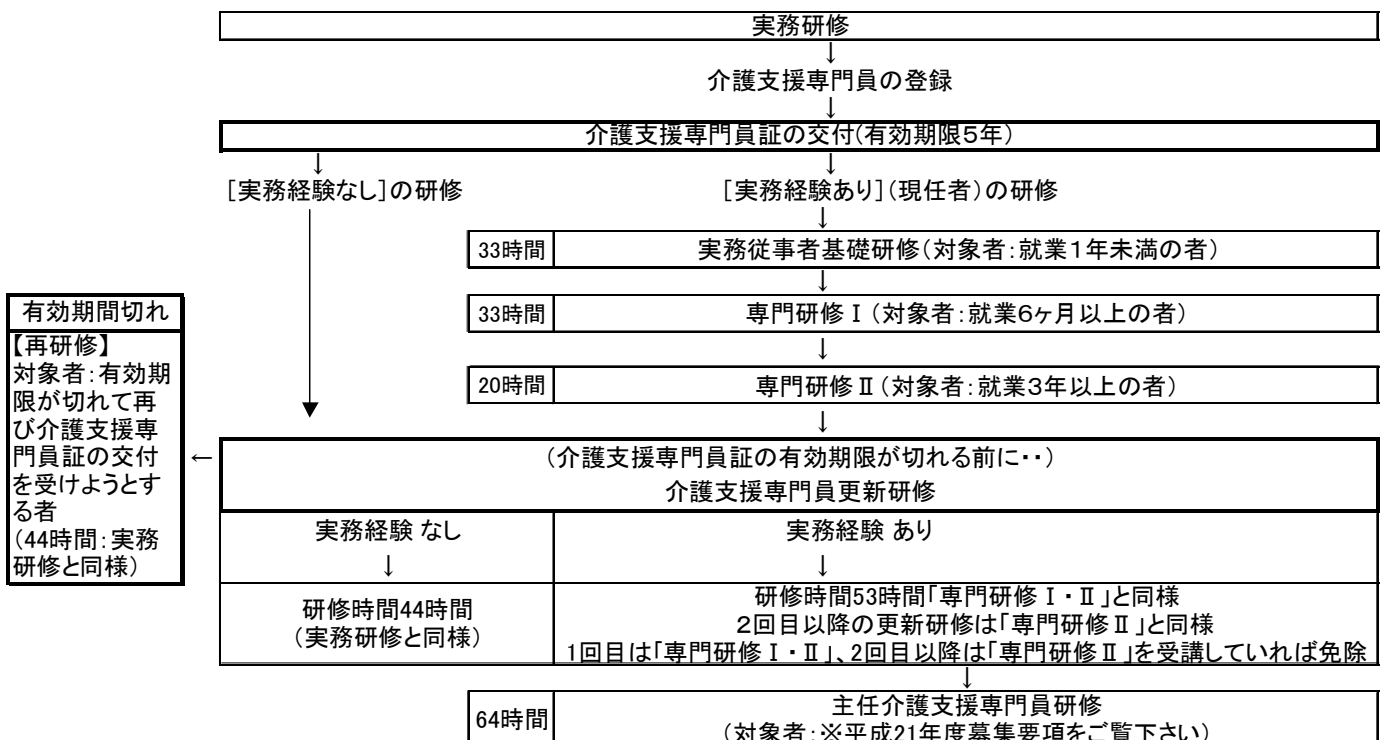 実務研修
↓
介護支援専門員の登録
↓
介護支援専門員証の交付(有効期限5年)
↓ ↓
[実務経験なし]の研修 [実務経験あり](現任者)の研修
↓
33時間 実務従事者基礎研修(対象者:就業1年未満の者)
↓
33時間 専門研修Ⅰ(対象者:就業6ヶ月以上の者)
↓
20時間 専門研修Ⅱ(対象者:就業3年以上の者)
↓
有効期間切れ
【再研修】
対象者:有効期
限が切れて再
び介護支援専
門員証の交付
を受けようとす
る者
(44時間:実務
研修と同様)
←
(介護支援専門員証の有効期限が切れる前に・・)
介護支援専門員更新研修
実務経験 なし 実務経験 あり
↓ ↓
研修時間44時間
(実務研修と同様)
研修時間53時間「専門研修Ⅰ・Ⅱ」と同様
2回目以降の更新研修は「専門研修Ⅱ」と同様
1回目は「専門研修Ⅰ・Ⅱ」、2回目以降は「専門研修Ⅱ」を受講していれば免除
↓
64時間 主任介護支援専門員研修
(対象者:※平成21年度募集要項をご覧下さい)